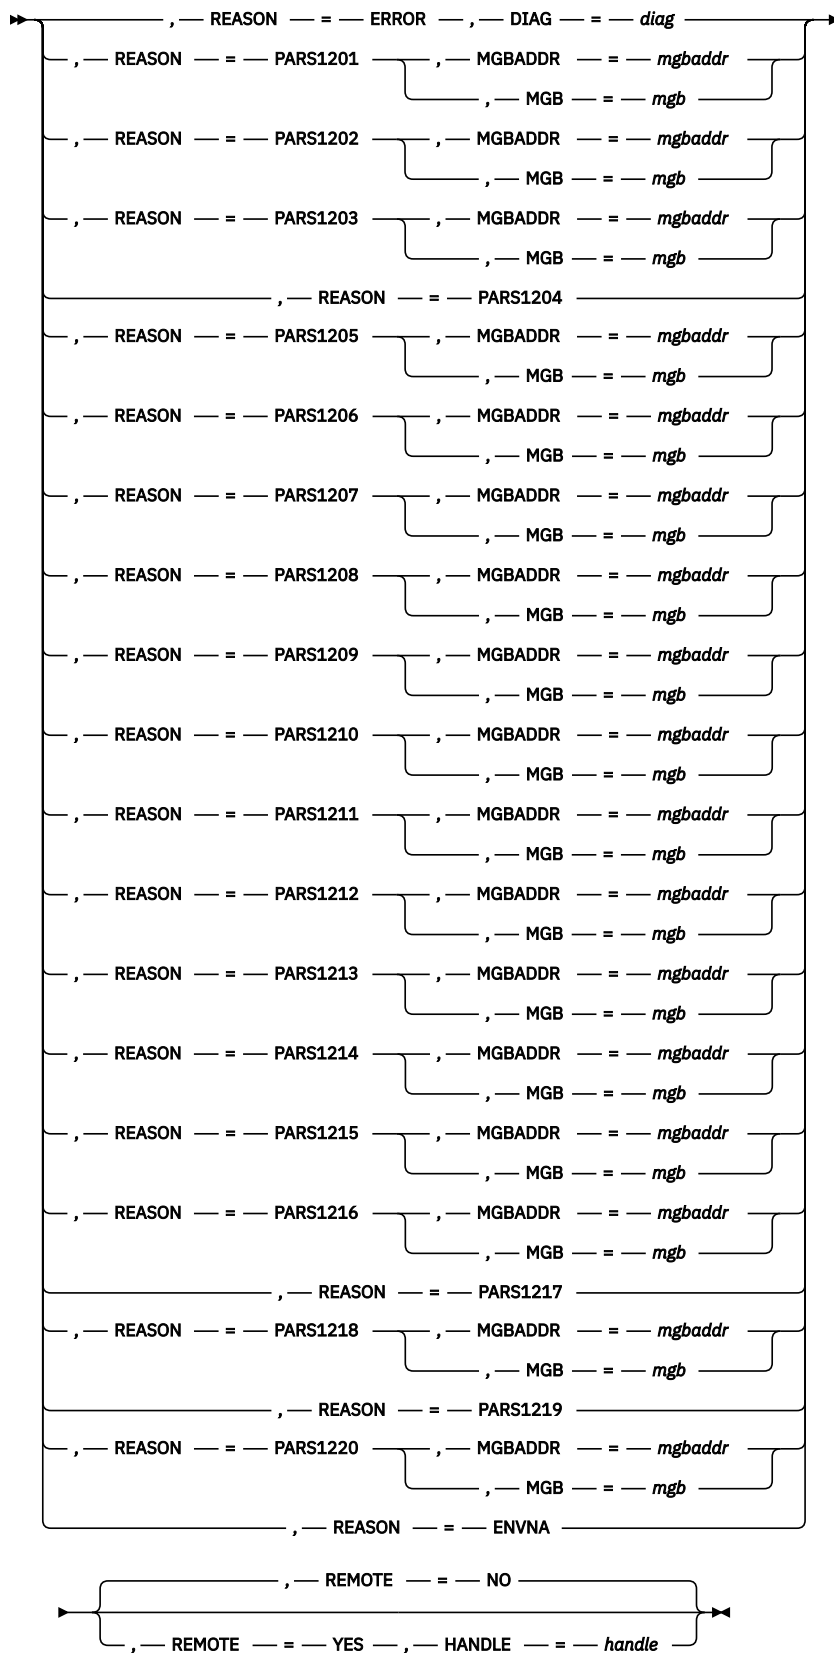 , REASON = ERROR , DIAG = diag
, REASON = PARS1201 , MGBADDR = mgbaddr
, MGB = mgb
, REASON = PARS1202 , MGBADDR = mgbaddr
, MGB = mgb
, REASON = PARS1203 , MGBADDR = mgbaddr
, MGB = mgb
, REASON = PARS1204
, REASON = PARS1205 , MGBADDR = mgbaddr
, MGB = mgb
, REASON = PARS1206 , MGBADDR = mgbaddr
, MGB = mgb
, REASON = PARS1207 , MGBADDR = mgbaddr
, MGB = mgb
, REASON = PARS1208 , MGBADDR = mgbaddr
, MGB = mgb
, REASON = PARS1209 , MGBADDR = mgbaddr
, MGB = mgb
, REASON = PARS1210 , MGBADDR = mgbaddr
, MGB = mgb
, REASON = PARS1211 , MGBADDR = mgbaddr
, MGB = mgb
, REASON = PARS1212 , MGBADDR = mgbaddr
, MGB = mgb
, REASON = PARS1213 , MGBADDR = mgbaddr
, MGB = mgb
, REASON = PARS1214 , MGBADDR = mgbaddr
, MGB = mgb
, REASON = PARS1215 , MGBADDR = mgbaddr
, MGB = mgb
, REASON = PARS1216 , MGBADDR = mgbaddr
, MGB = mgb
, REASON = PARS1217
, REASON = PARS1218 , MGBADDR = mgbaddr
, MGB = mgb
, REASON = PARS1219
, REASON = PARS1220 , MGBADDR = mgbaddr
, MGB = mgb
, REASON = ENVNA
, REMOTE = NO
, REMOTE = YES , HANDLE = handle